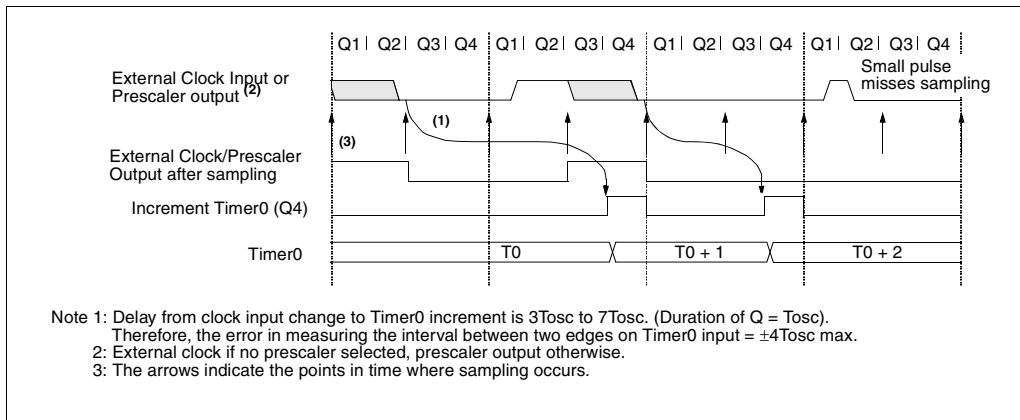 Q1 Q2 Q3 Q4 Q1 Q2 Q3 Q4 Q1 Q2 Q3 Q4 Q1 Q2 Q3 Q4
External Clock Input or
Prescaler output (2)
Small pulse
misses sampling
(1)
(3)
External Clock/Prescaler
Output after sampling
Increment Timer0 (Q4)
Timer0
T0
T0 + 1
T0 + 2
Note 1: Delay from clock input change to Timer0 increment is 3Tosc to 7Tosc. (Duration of Q = Tosc).
Therefore, the error in measuring the interval between two edges on Timer0 input = ±4Tosc max.
2: External clock if no prescaler selected, prescaler output otherwise.
3: The arrows indicate the points in time where sampling occurs.